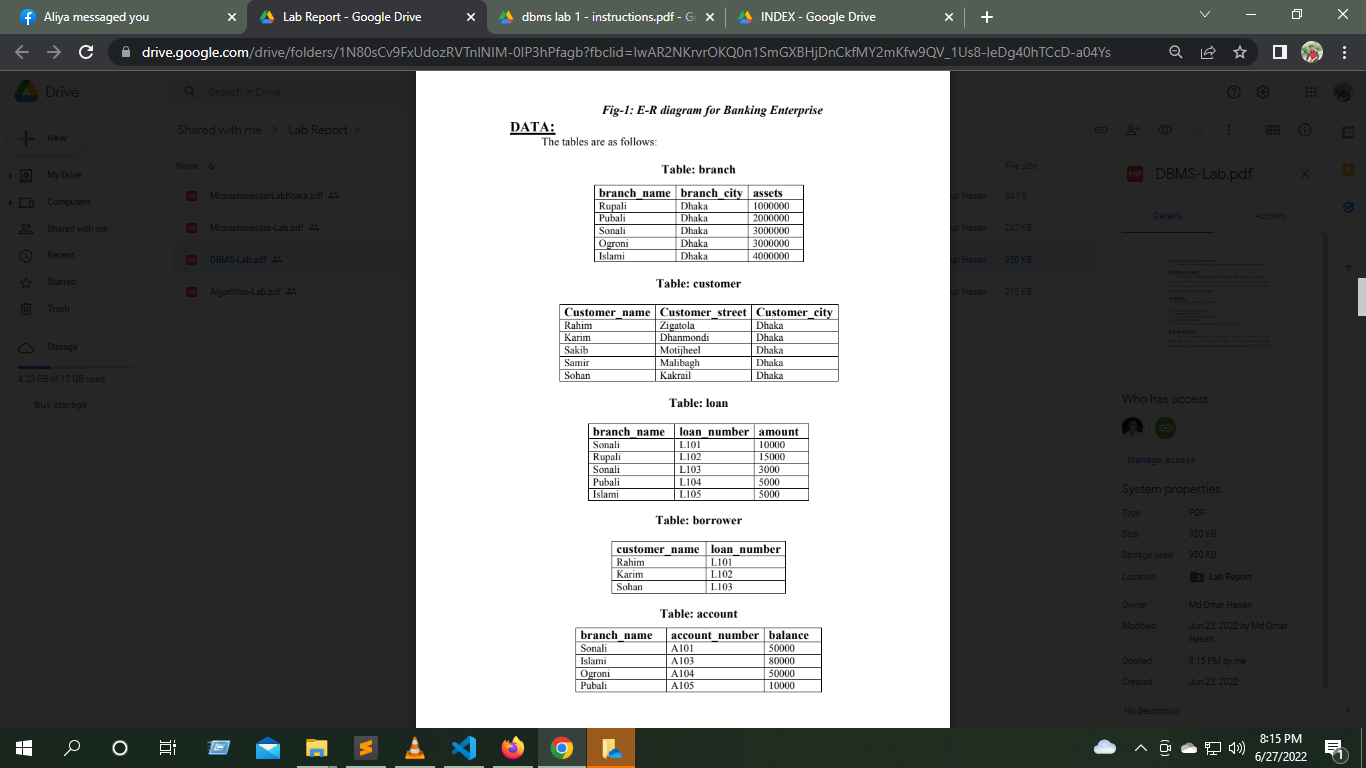 Aliya messaged you
Lab Report - Google Drive
dbms lab 1 - instructions.pdf - Go
INDEX - Google Drive
drive.google.com/drive/folders/1N80sCv9FxUdozRVTnINIM-0IP3hPfagb?fbclid=IwAR2NKrvrOKQ0n1SmGXBHjDnCkfMY2mKfw9QV_1Us8-leDg40hTCcD-a04Ys
Drive
Search in Drive
New
Shared with me > Lab Report
My Drive
Computers
Shared with me
Recent
Starred
Trash
Storage
4.23 GB of 15 GB used
Buy storage
Name
File size
MicroprocessorLabKhata.pdf
ar Hasan 84 KB
Microprocessor-Lab.pdf
ar Hasan 247 KB
DBMS-Lab.pdf
ar Hasan 950 KB
Algorithm-Lab.pdf
ar Hasan 218 KB
Fig-1: E-R diagram for Banking Enterprise
DATA:
The tables are as follows:
Table: branch
branch_name branch_city assets
Rupali Dhaka 1000000
Pubali Dhaka 2000000
Sonali Dhaka 3000000
Ogroni Dhaka 3000000
Islami Dhaka 4000000
Table: customer
Customer_name Customer_street Customer_city
Rahim Zigatola Dhaka
Karim Dhanmondi Dhaka
Sakib Motijheel Dhaka
Samir Malibagh Dhaka
Sohan Kakrail Dhaka
Table: loan
branch_name loan_number amount
Sonali L101 10000
Rupali L102 15000
Sonali L103 3000
Pubali L104 5000
Islami L105 5000
Table: borrower
customer_name loan_number
Rahim L101
Karim L102
Sohan L103
Table: account
branch_name account_number balance
Sonali A101 50000
Islami A103 80000
Ogroni A104 50000
Pubali A105 10000
PDF DBMS-Lab.pdf
Details Activity
Who has access
Manage access
System properties
Type PDF
Size 950 KB
Storage used 950 KB
Location Lab Report
Owner Md Omar Hasan
Modified Jun 23, 2022 by Md Omar
Hasan
Opened 8:15 PM by me
Created Jun 23, 2022
No description
8:15 PM
6/27/2022
1